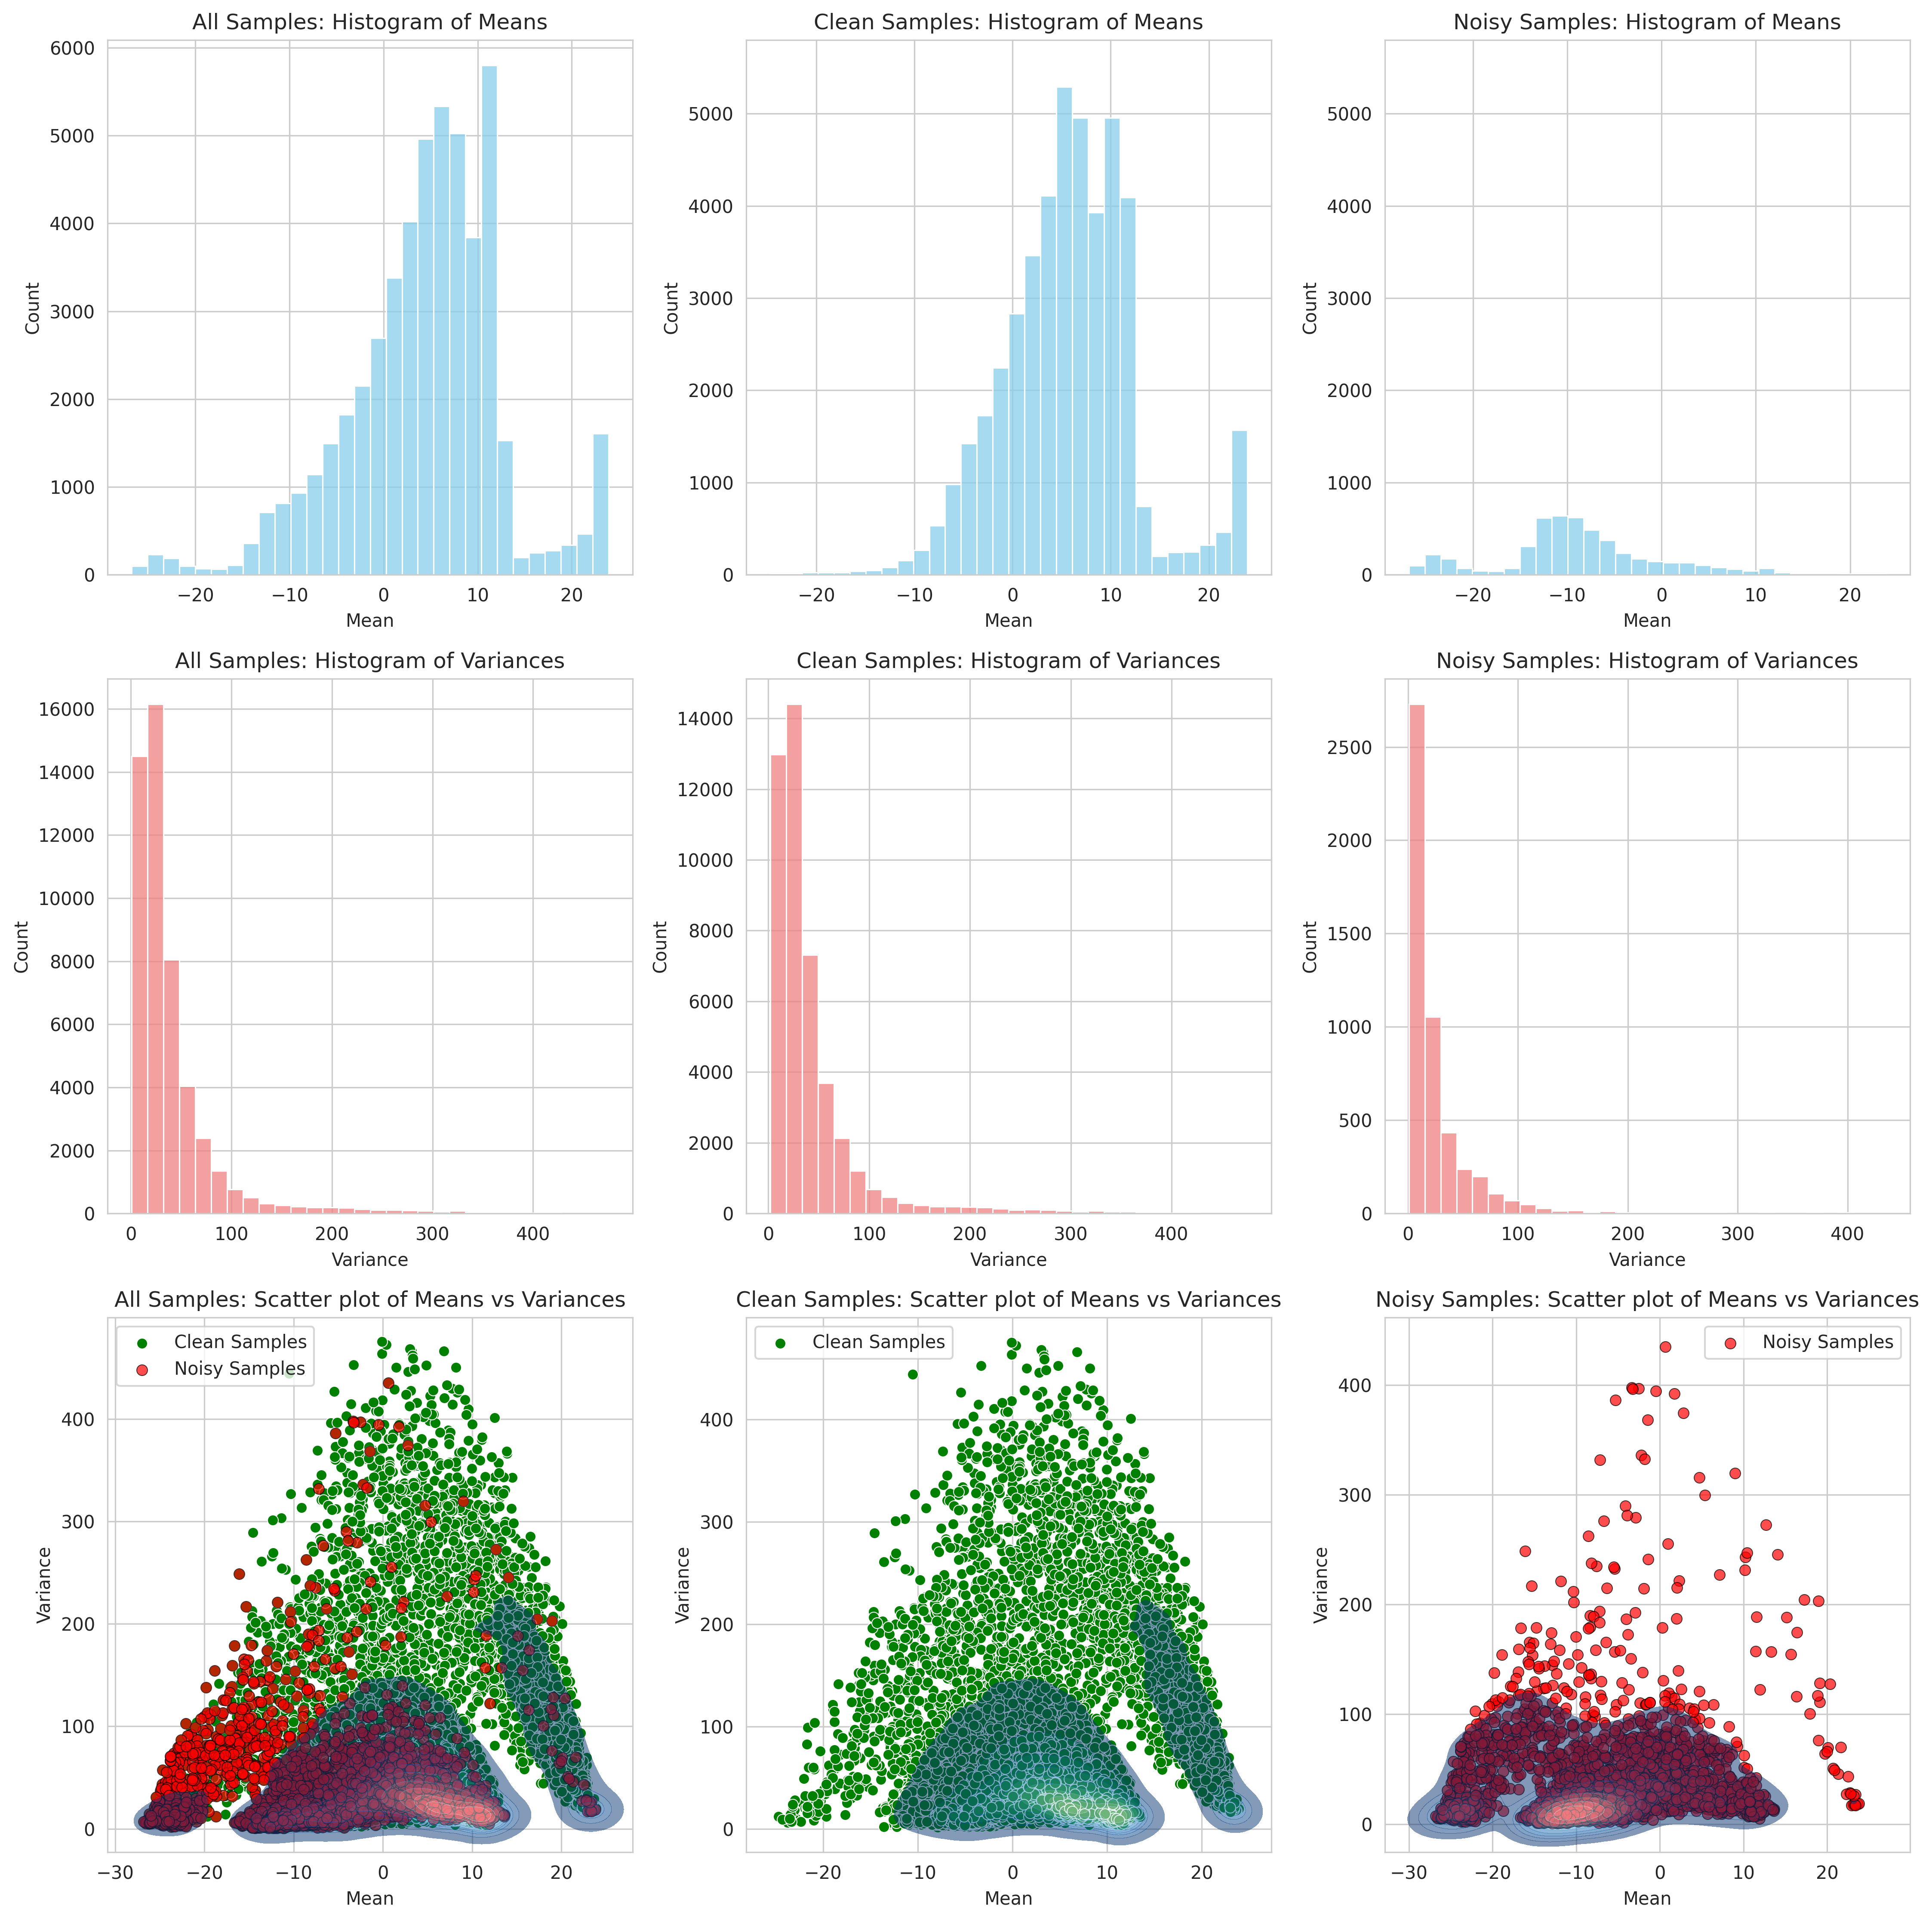 All Samples: Histogram of Means
6000
5000
4000
3000
2000
1000
0
Count
−20 −10 0 10 20
Mean
Clean Samples: Histogram of Means
5000
4000
3000
2000
1000
0
Count
−20 −10 0 10 20
Mean
Noisy Samples: Histogram of Means
5000
4000
3000
2000
1000
0
Count
−20 −10 0 10 20
Mean
All Samples: Histogram of Variances
16000
14000
12000
10000
8000
6000
4000
2000
0
Count
0 100 200 300 400
Variance
Clean Samples: Histogram of Variances
14000
12000
10000
8000
6000
4000
2000
0
Count
0 100 200 300 400
Variance
Noisy Samples: Histogram of Variances
2500
2000
1500
1000
500
0
Count
0 100 200 300 400
Variance
All Samples: Scatter plot of Means vs Variances
Clean Samples
Noisy Samples
400
300
200
100
0
Variance
−30 −20 −10 0 10 20
Mean
Clean Samples: Scatter plot of Means vs Variances
Clean Samples
400
300
200
100
0
Variance
−20 −10 0 10 20
Mean
Noisy Samples: Scatter plot of Means vs Variances
Noisy Samples
400
300
200
100
0
Variance
−30 −20 −10 0 10 20
Mean